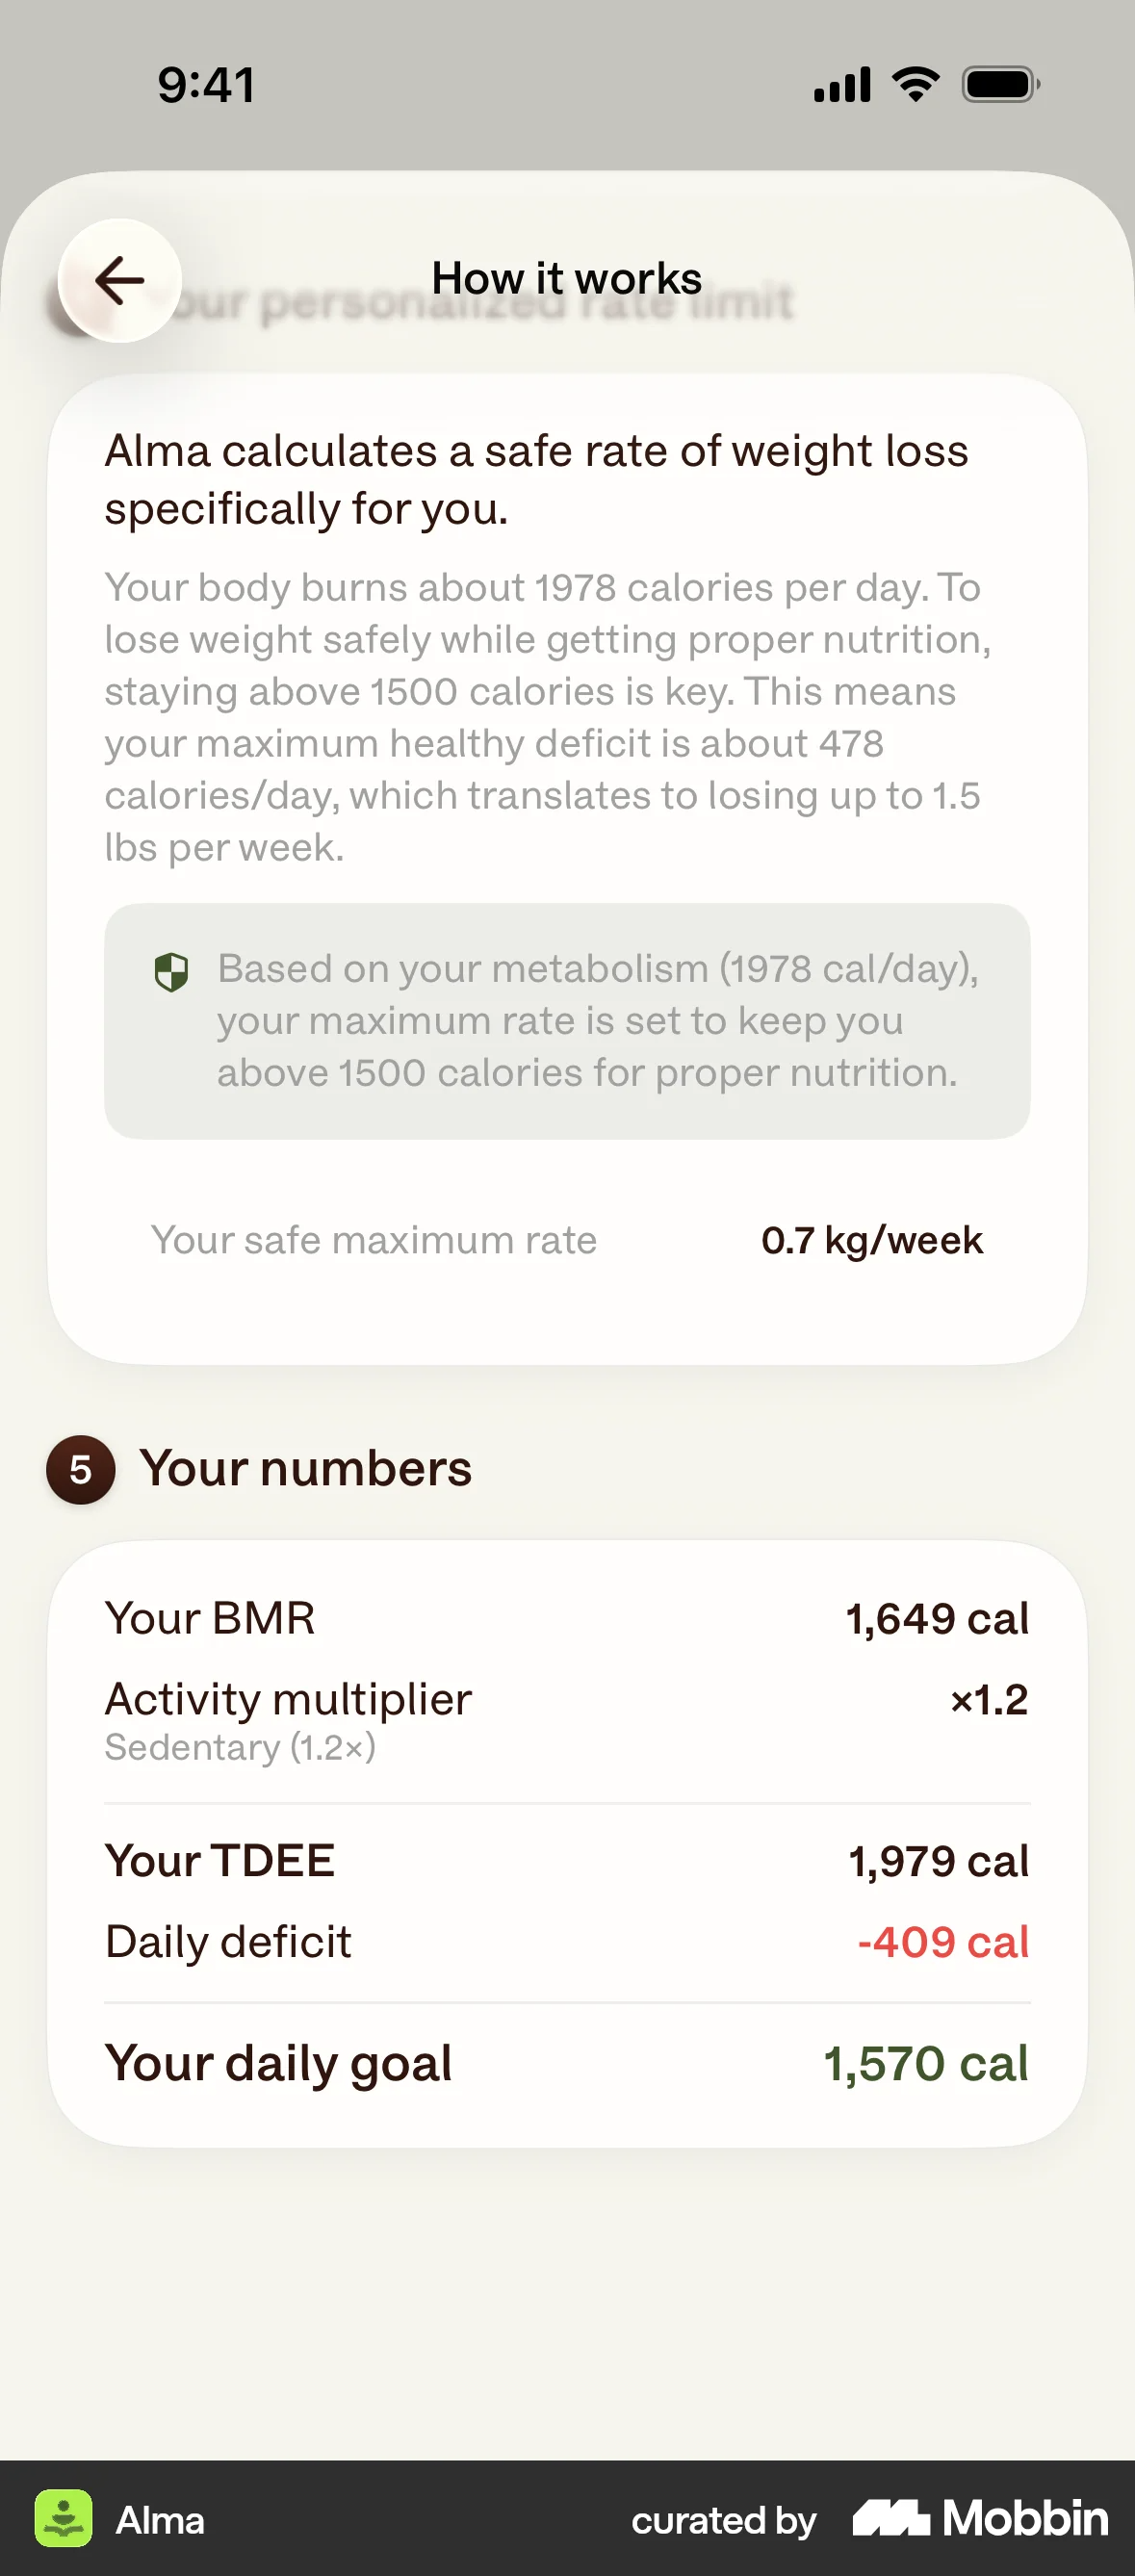 9:41
How it works
our personalized rate limit
Alma calculates a safe rate of weight loss
specifically for you.
Your body burns about 1978 calories per day. To
lose weight safely while getting proper nutrition,
staying above 1500 calories is key. This means
your maximum healthy deficit is about 478
calories/day, which translates to losing up to 1.5
lbs per week.
Based on your metabolism (1978 cal/day),
your maximum rate is set to keep you
above 1500 calories for proper nutrition.
Your safe maximum rate 0.7 kg/week
5 Your numbers
Your BMR 1,649 cal
Activity multiplier ×1.2
Sedentary (1.2×)
Your TDEE 1,979 cal
Daily deficit -409 cal
Your daily goal 1,570 cal
Alma curated by Mobbin